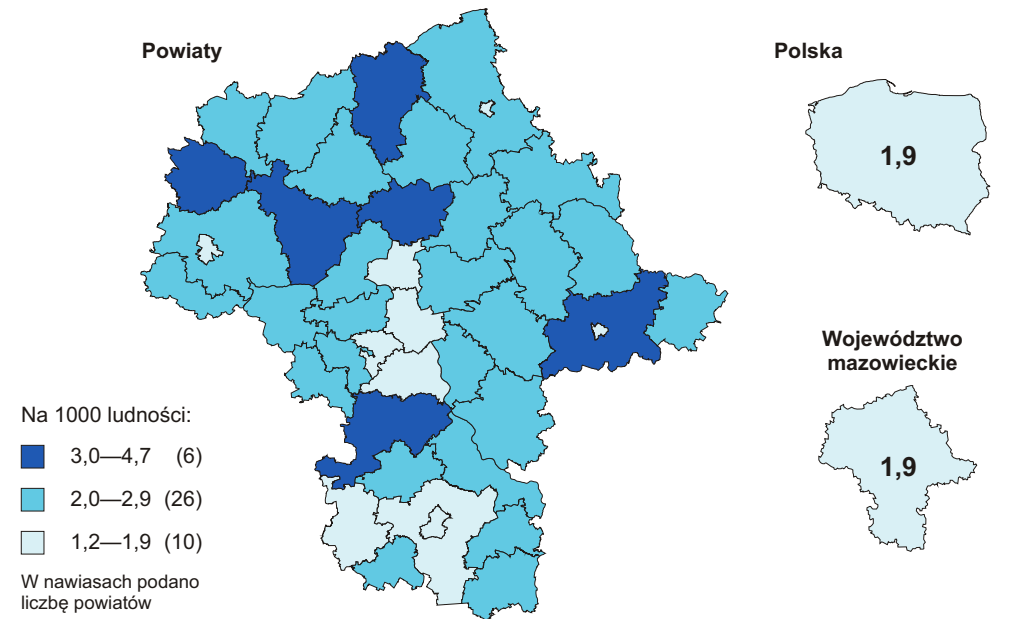 Powiaty
Polska
1,9
Województwo
mazowieckie
1,9
Na 1000 ludności:
3,0—4,7 (6)
2,0—2,9 (26)
1,2—1,9 (10)
W nawiasach podano
liczbę powiatów